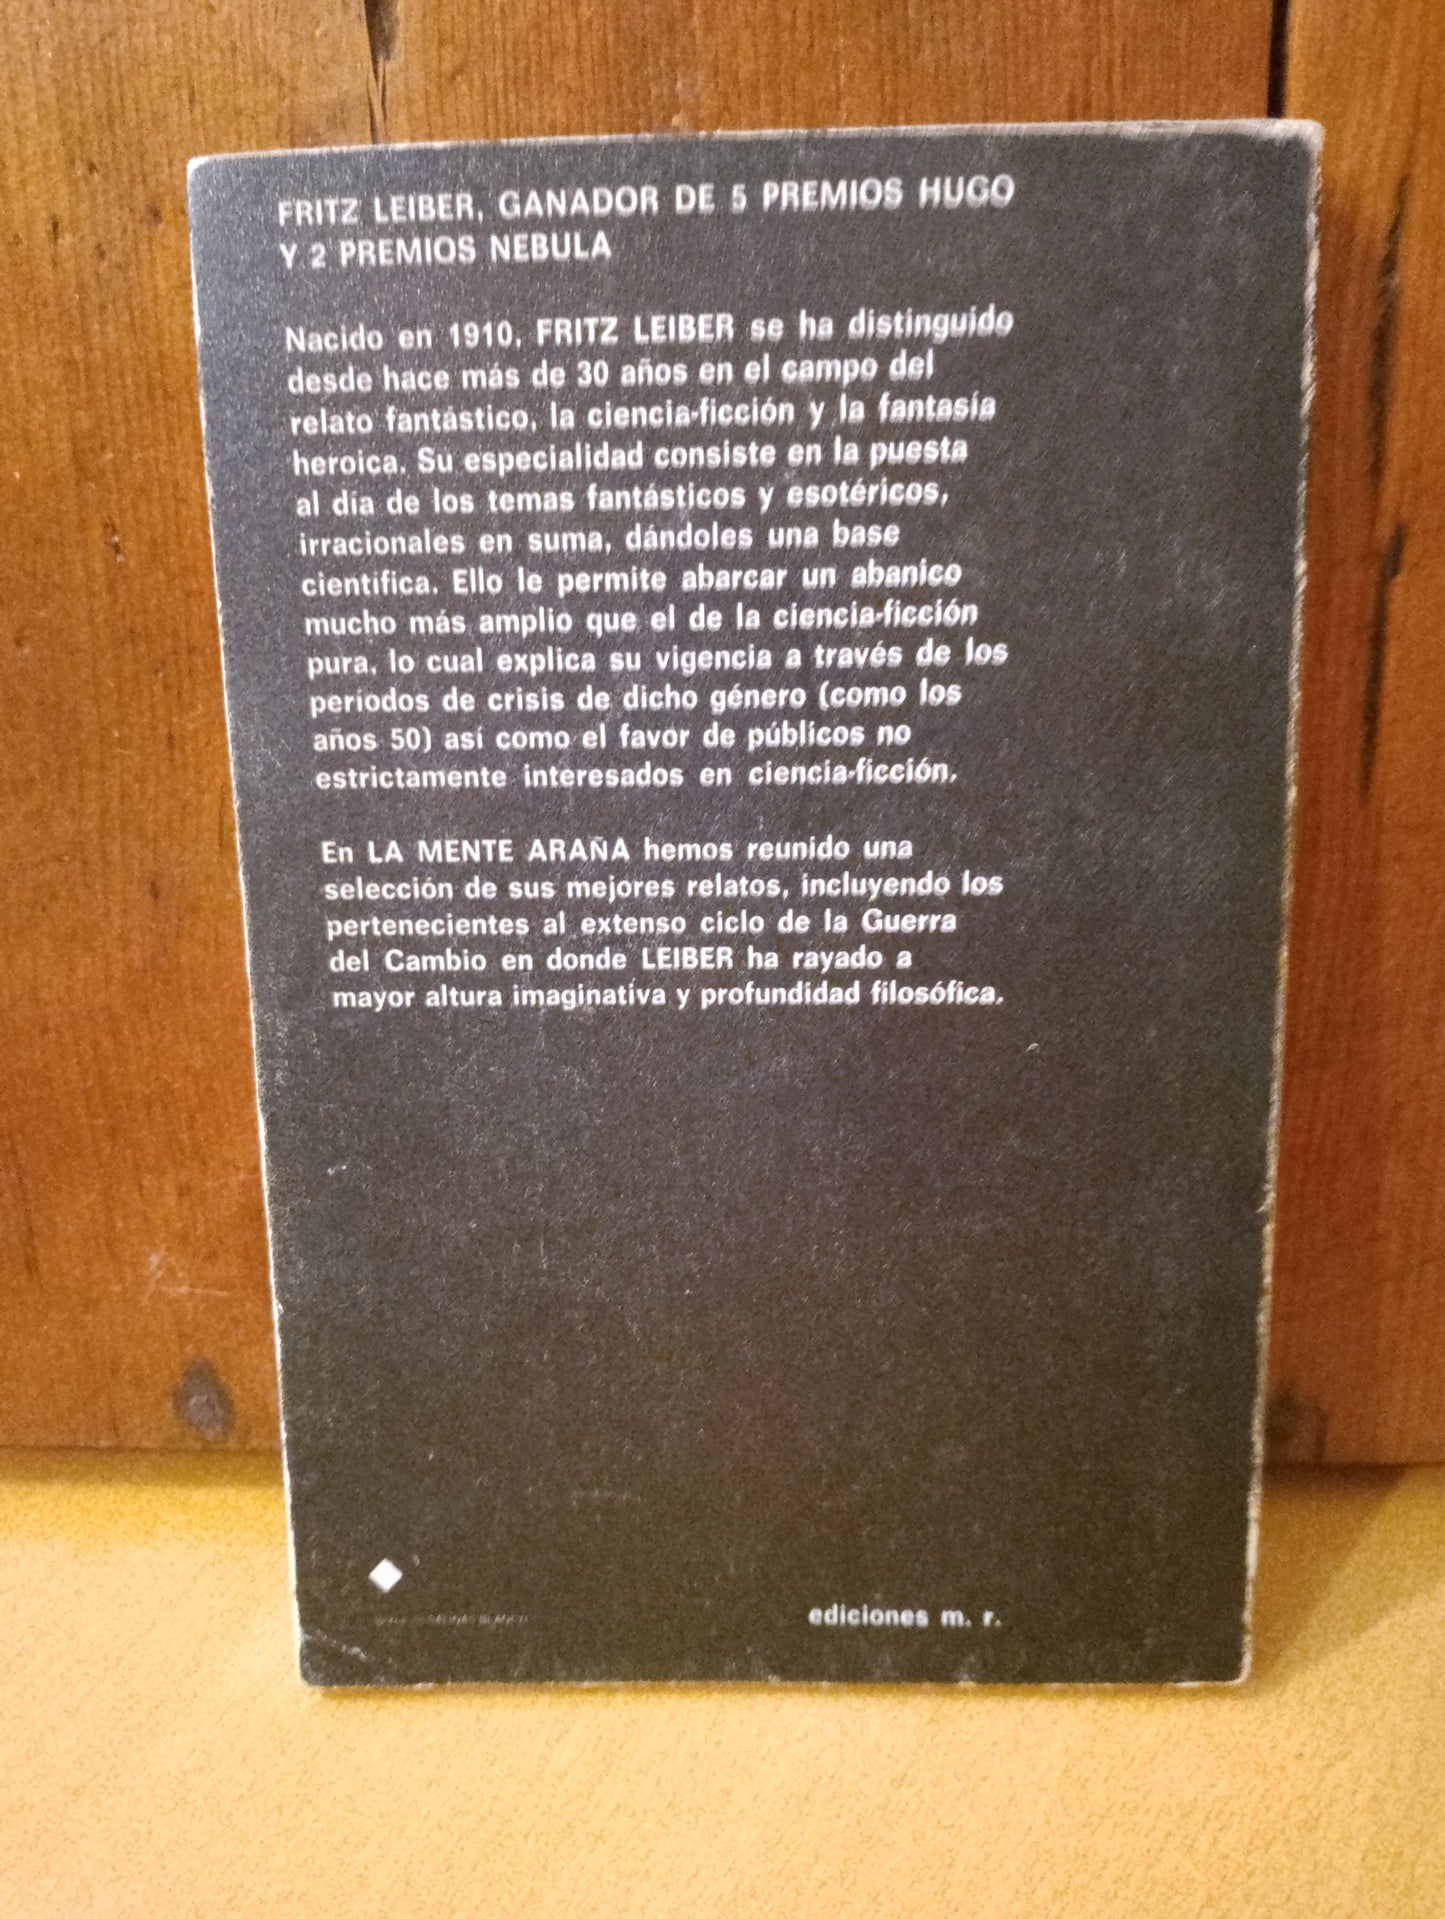 FRITZ LEIBER, GANADOR DE 5 PREMIOS HUGO
Y 2 PREMIOS NEBULA
Nacido en 1910, FRITZ LEIBER se ha distinguido
desde hace más de 30 años en el campo del
relato fantástico, la ciencia-ficción y la fantasía
heroica. Su especialidad consiste en la puesta
al día de los temas fantásticos y esotéricos,
irracionales en suma, dándoles una base
científica. Ello le permite abarcar un abanico
mucho más amplio que el de la ciencia-ficción
pura, lo cual explica su vigencia a través de los
períodos de crisis de dicho género (como los
años 50) así como el favor de públicos no
estrictamente interesados en ciencia-ficción.
En LA MENTE ARAÑA hemos reunido una
selección de sus mejores relatos, incluyendo los
pertenecientes al extenso ciclo de la Guerra
del Cambio en donde LEIBER ha rayado a
mayor altura imaginativa y profundidad filosófica.
ediciones m. r.